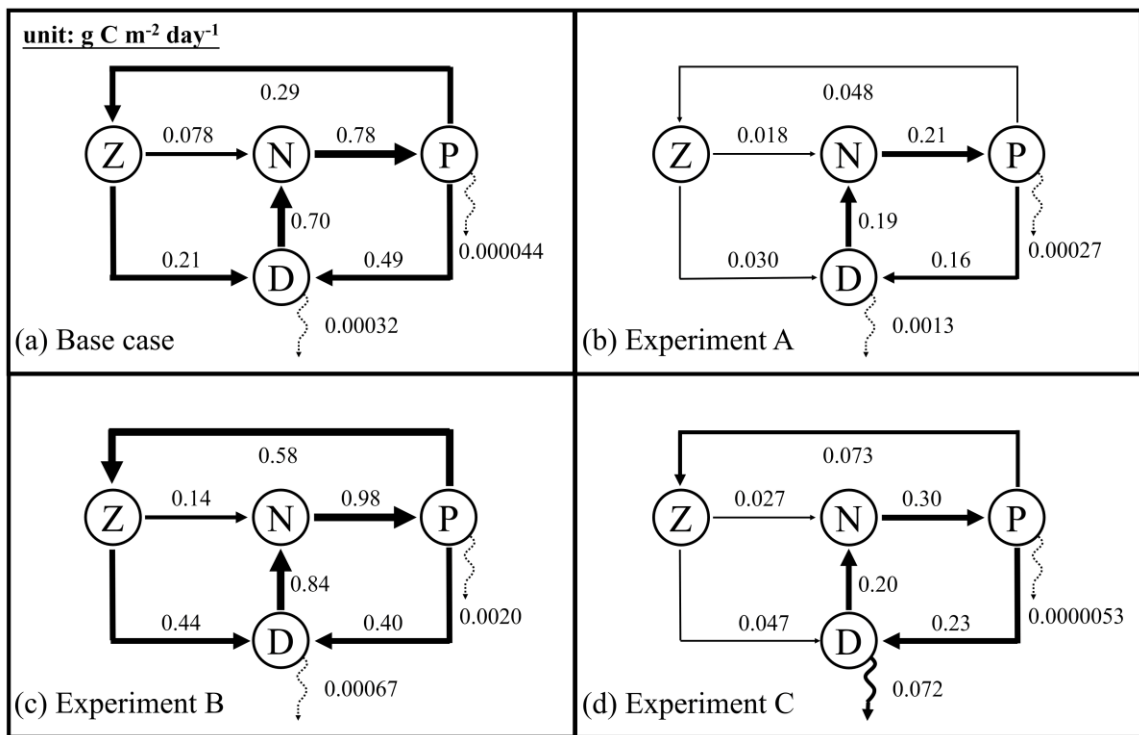 unit: g C m-2 day-1
0.29
Z
0.078
N
0.78
P
0.70
0.000044
0.21
D
0.49
0.00032
(a) Base case
0.048
Z
0.018
N
0.21
P
0.19
0.00027
0.030
D
0.16
0.0013
(b) Experiment A
0.58
Z
0.14
N
0.98
P
0.84
0.0020
0.44
D
0.40
0.00067
(c) Experiment B
0.073
Z
0.027
N
0.30
P
0.20
0.0000053
0.047
D
0.23
0.072
(d) Experiment C